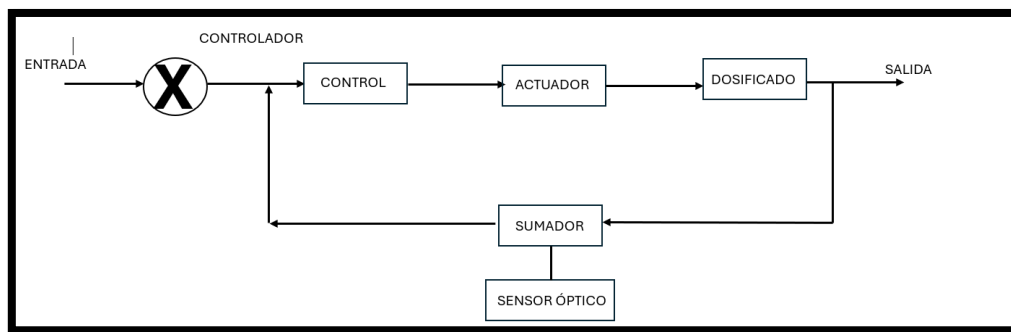 CONTROLADOR
ENTRADA
X
CONTROL
ACTUADOR
DOSIFICADO
SALIDA
SUMADOR
SENSOR ÓPTICO